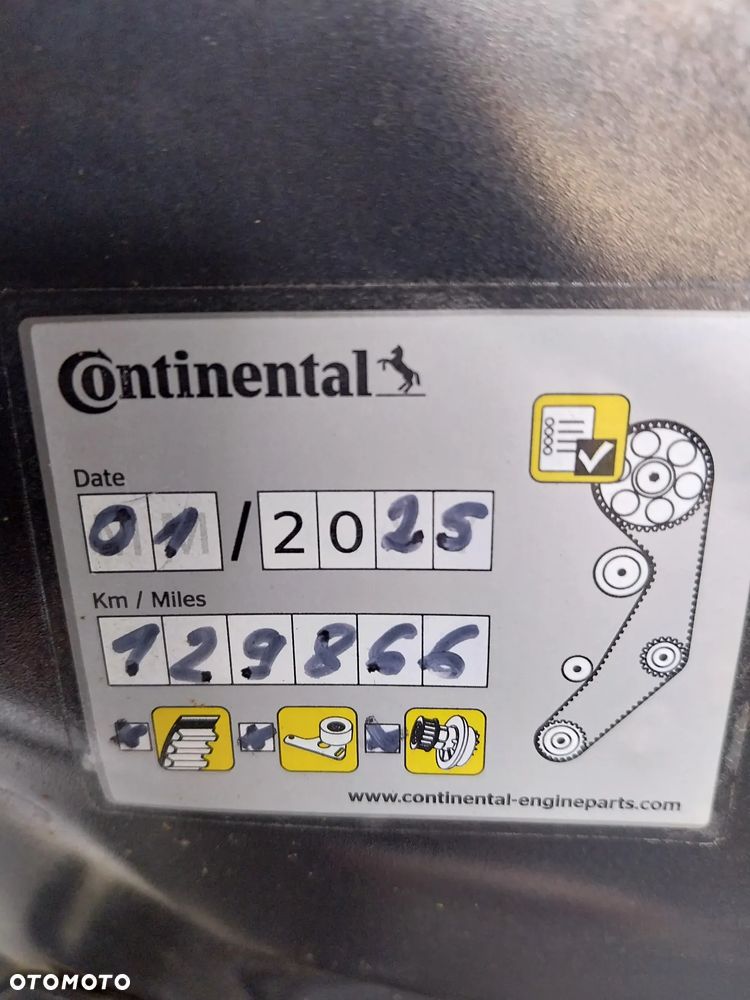 Continental
Date
01/2025
Km / Miles
129866
www.continental-engineparts.com
OTOMOTO